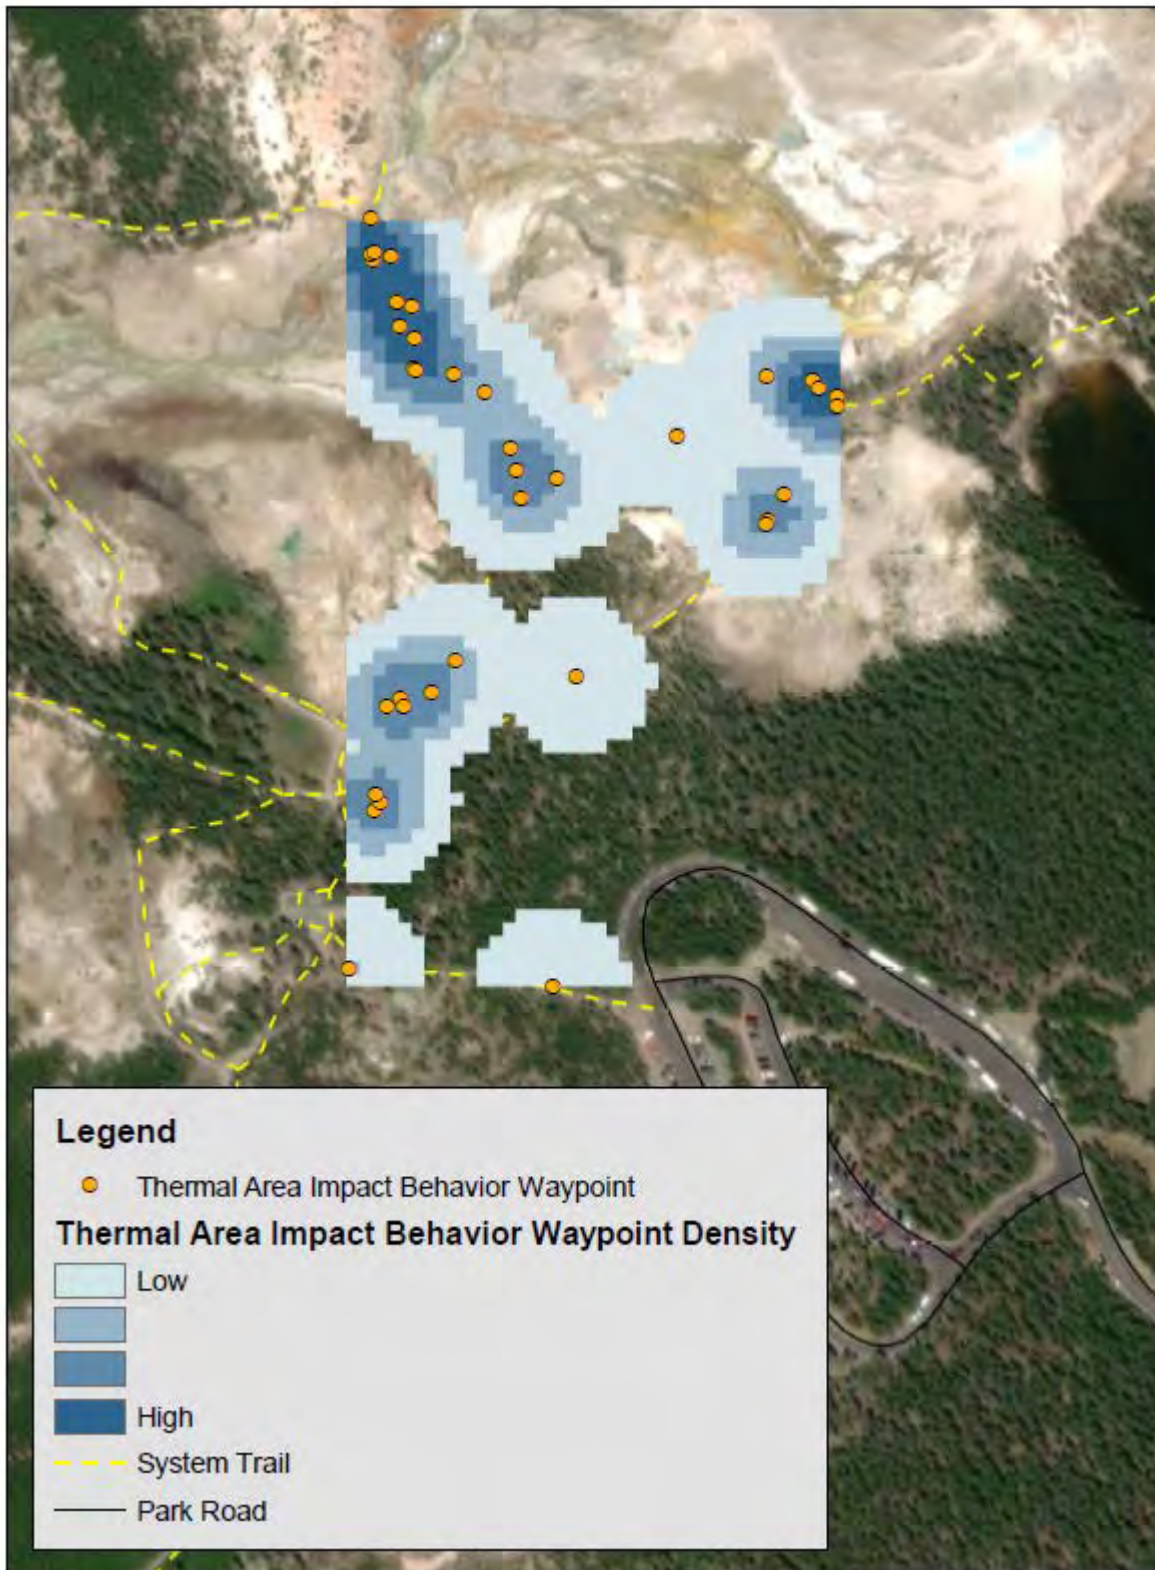 Legend
Thermal Area Impact Behavior Waypoint
Thermal Area Impact Behavior Waypoint Density
Low
High
System Trail
Park Road